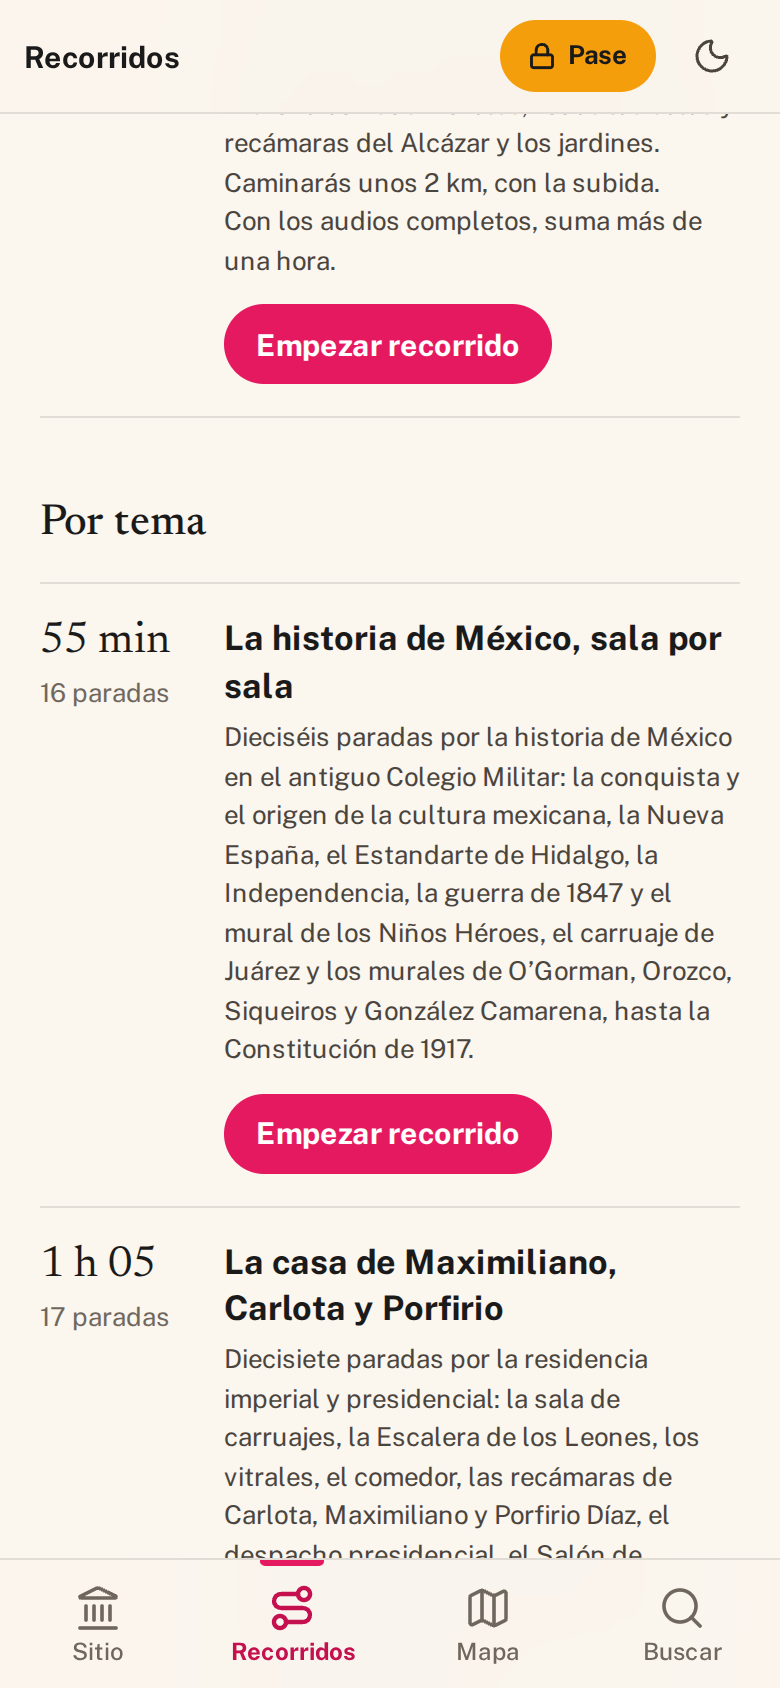 Recorridos
Pase
recámaras del Alcázar y los jardines.
Caminarás unos 2 km, con la subida.
Con los audios completos, suma más de
una hora.
Empezar recorrido
Por tema
55 min
16 paradas
La historia de México, sala por
sala
Dieciséis paradas por la historia de México
en el antiguo Colegio Militar: la conquista y
el origen de la cultura mexicana, la Nueva
España, el Estandarte de Hidalgo, la
Independencia, la guerra de 1847 y el
mural de los Niños Héroes, el carruaje de
Juárez y los murales de O’Gorman, Orozco,
Siqueiros y González Camarena, hasta la
Constitución de 1917.
Empezar recorrido
1 h 05
17 paradas
La casa de Maximiliano,
Carlota y Porfirio
Diecisiete paradas por la residencia
imperial y presidencial: la sala de
carruajes, la Escalera de los Leones, los
vitrales, el comedor, las recámaras de
Carlota, Maximiliano y Porfirio Díaz, el
despacho presidencial, el Salón de
Sitio
Recorridos
Mapa
Buscar